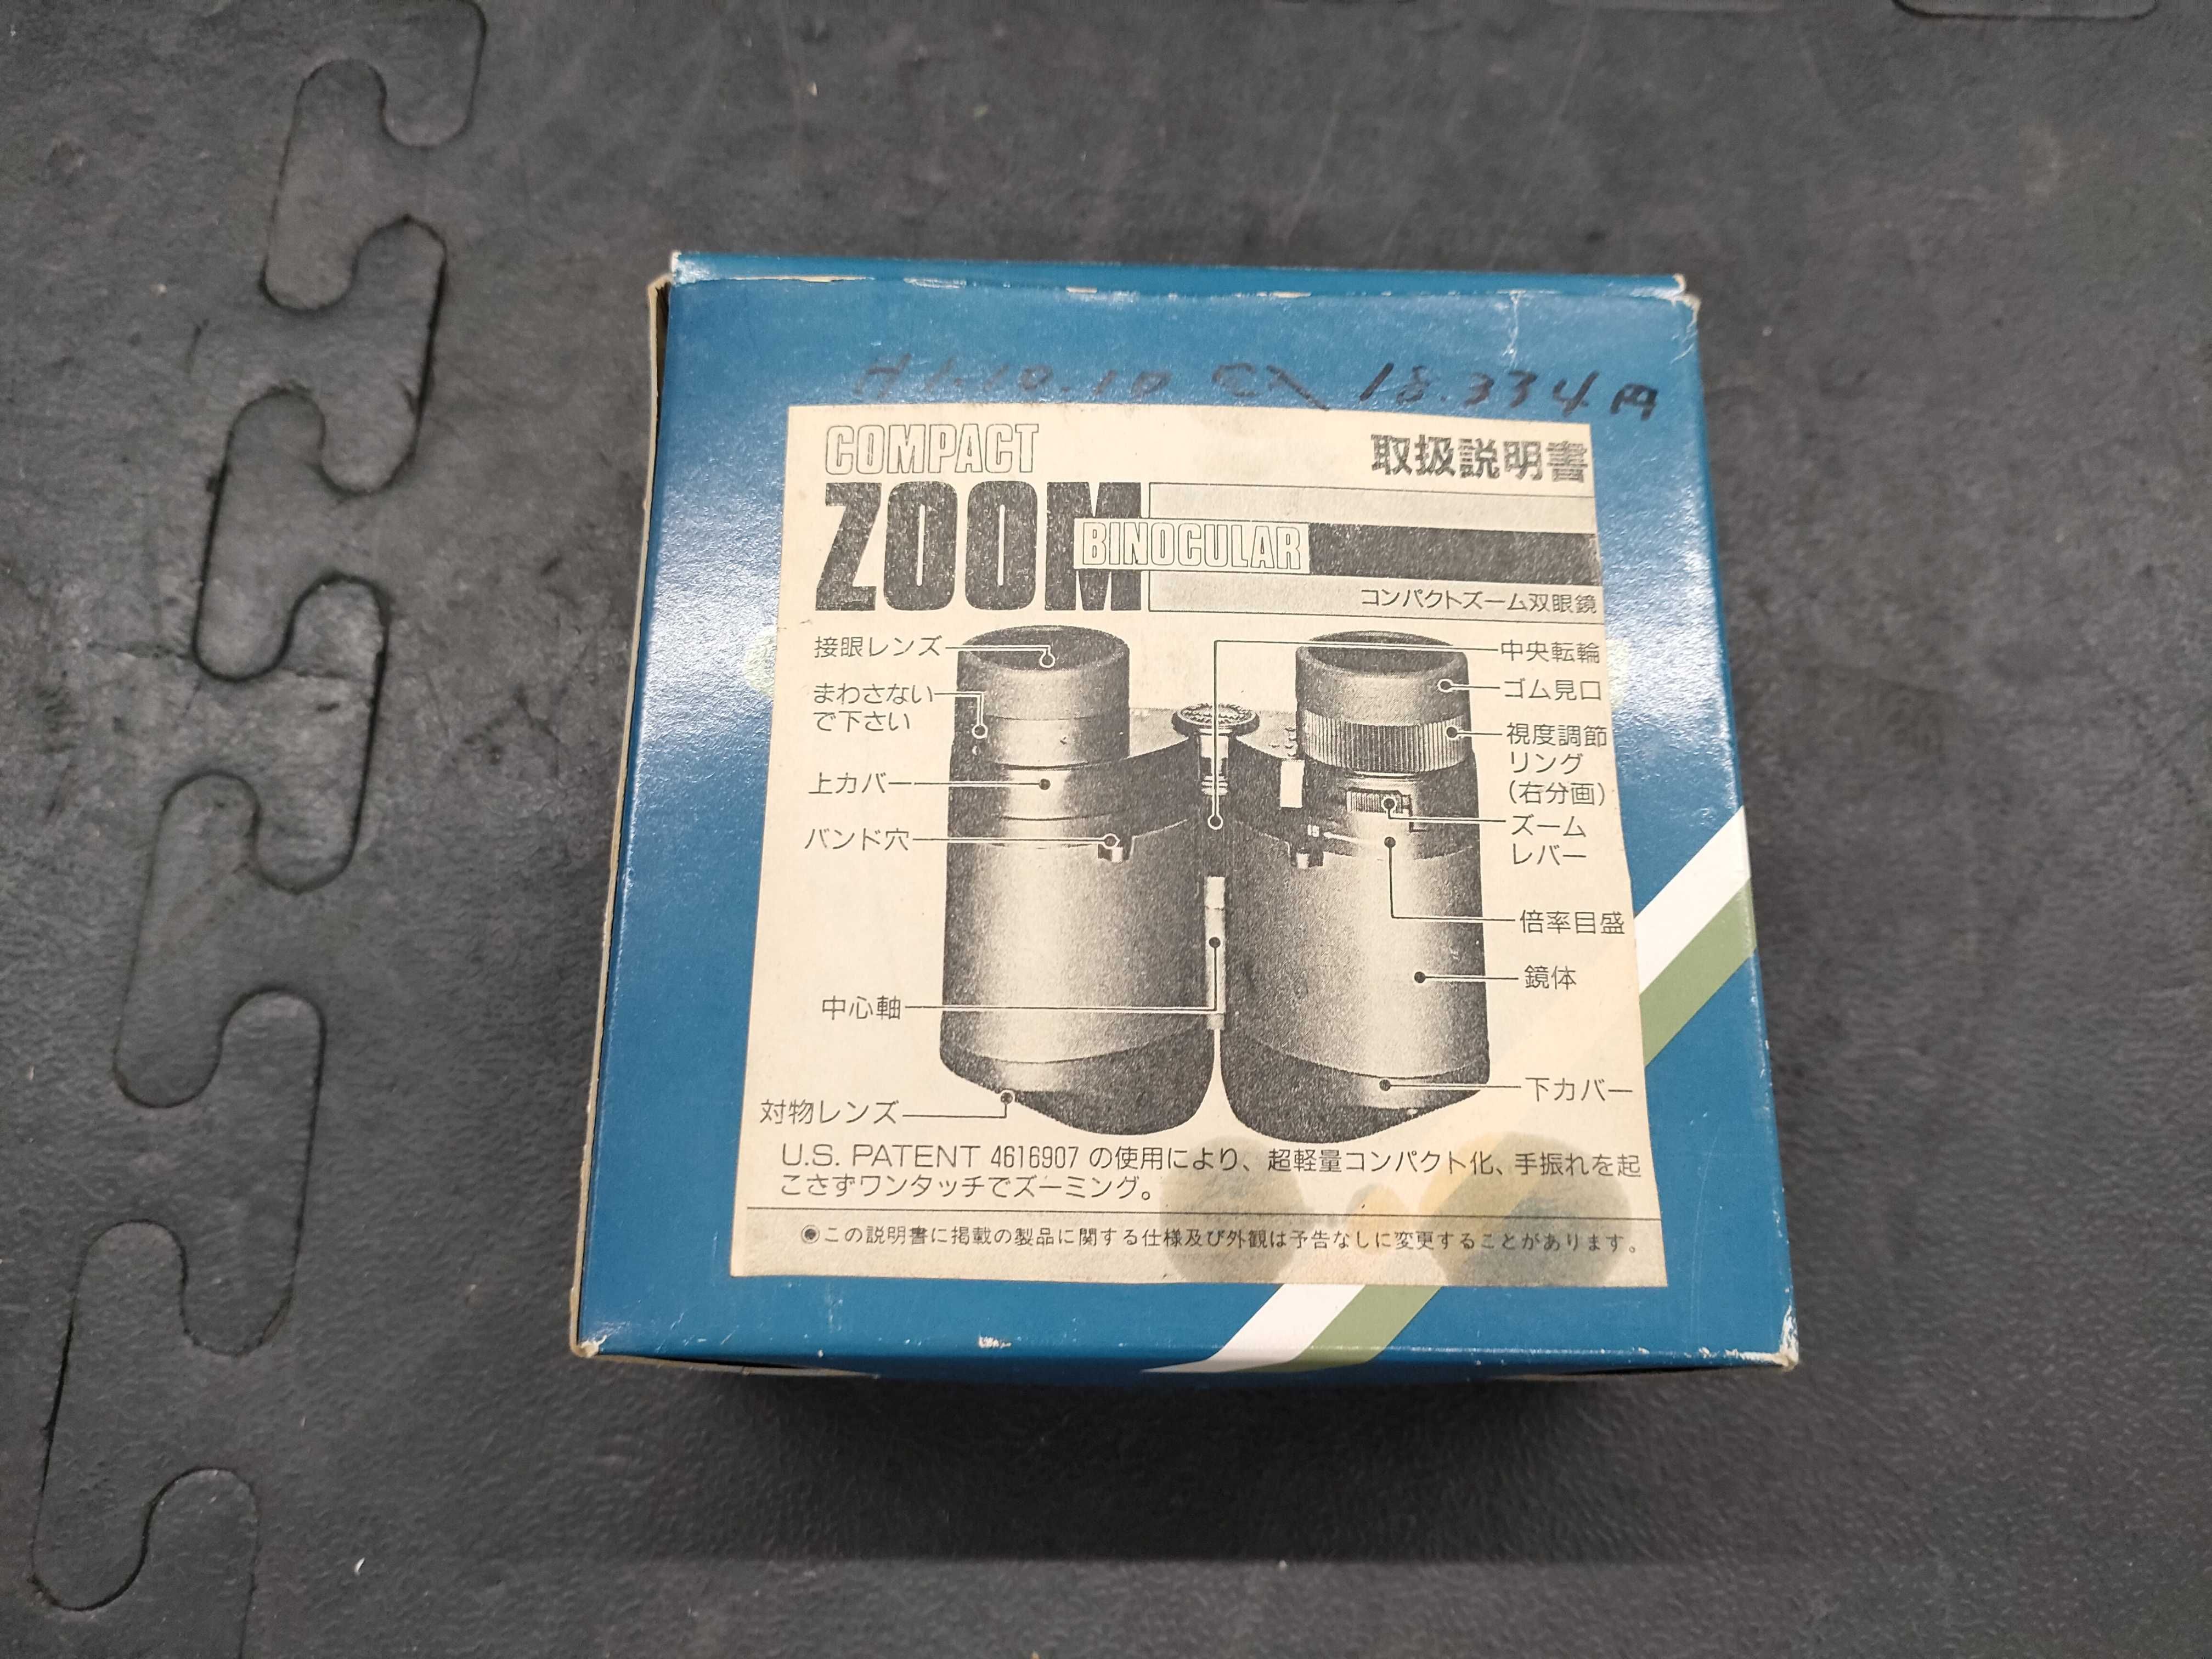 H1.10.10 18.334円
COMPACT
取扱説明書
ZOOM
BINOCULAR
コンパクトズーム双眼鏡
接眼レンズ
まわさない
で下さい
上カバー
バンド穴
中心軸
対物レンズ
中央転輪
ゴム見口
視度調節
リング
(右分画)
ズーム
レバー
倍率目盛
鏡体
下カバー
U.S. PATENT 4616907 の使用により、超軽量コンパクト化、手振れを起
こさずワンタッチでズーミング。
◉この説明書に掲載の製品に関する仕様及び外観は予告なしに変更することがあります。